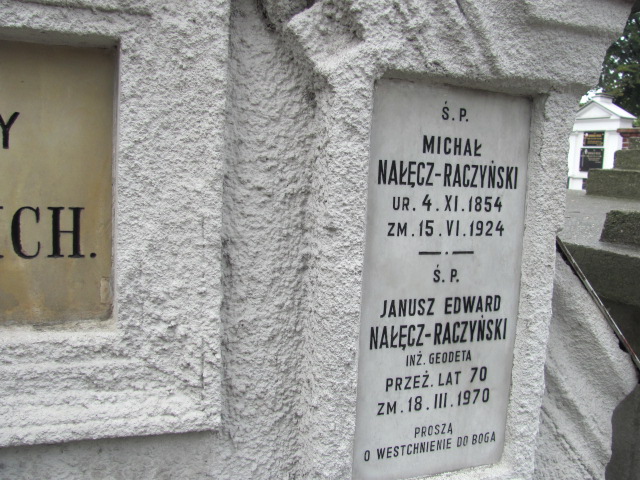 Y
ICH.
Ś.P.
MICHAŁ
NAŁĘCZ-RACZYŃSKI
UR. 4. XI. 1854
ZM. 15. VI. 1924
Ś.P.
JANUSZ EDWARD
NAŁĘCZ-RACZYŃSKI
INŻ. GEODETA
PRZEŻ. LAT 70
ZM. 18. III. 1970
PROSZĄ
O WESTCHNIENIE DO BOGA